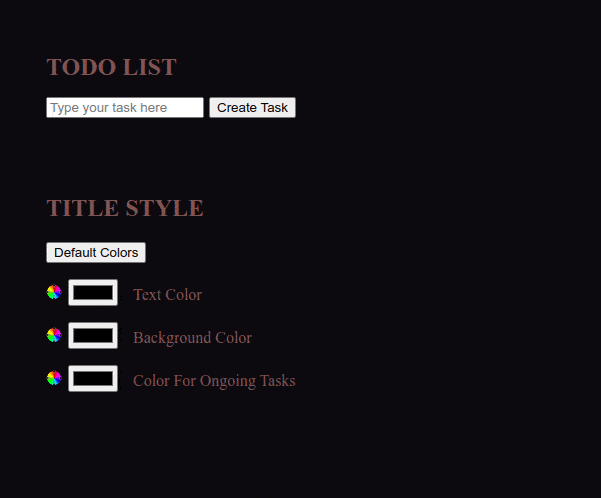 TODO LIST
Type your task here Create Task
TITLE STYLE
Default Colors
Text Color
Background Color
Color For Ongoing Tasks